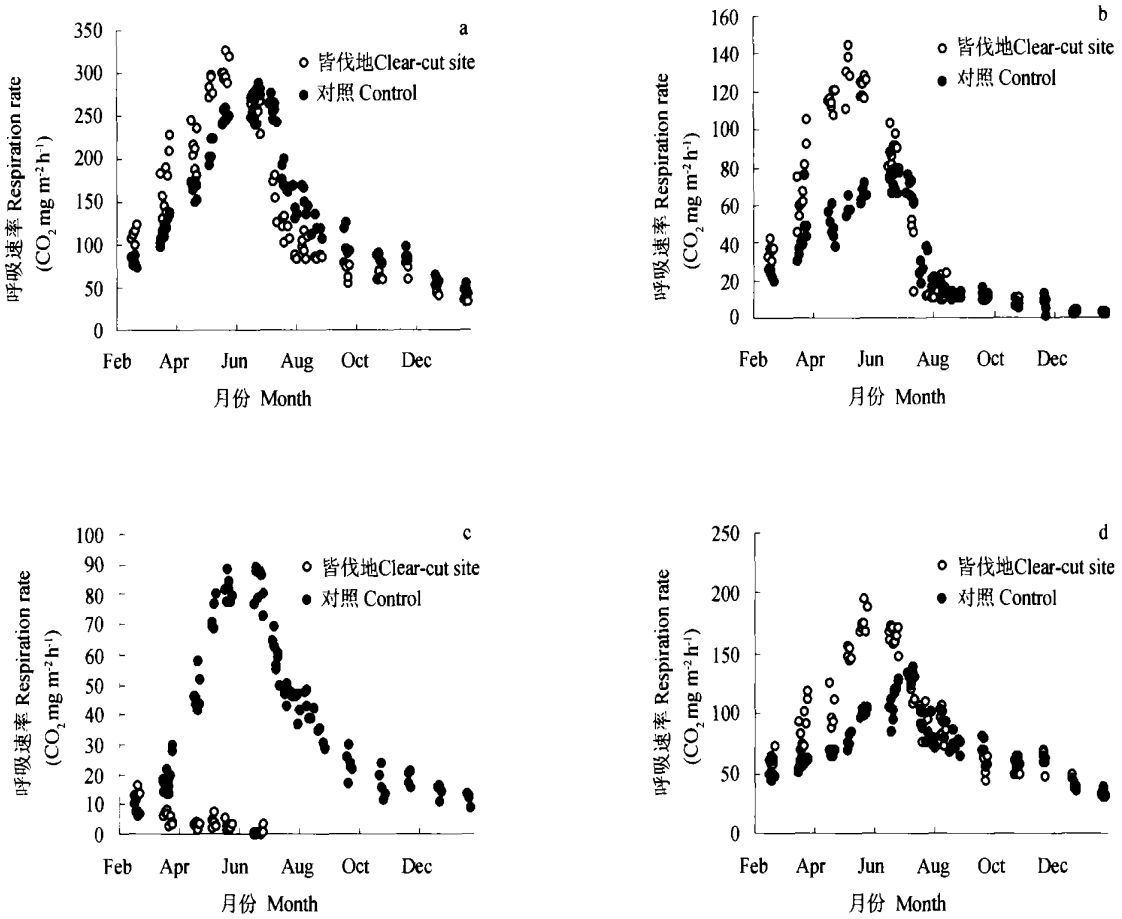 a
350
300
250
200
150
100
50
0
皆伐地Clear-cut site
对照 Control
呼吸速率 Respiration rate
(CO₂ mg m⁻² h⁻¹)
Feb Apr Jun Aug Oct Dec
月份 Month
b
160
140
120
100
80
60
40
20
0
皆伐地Clear-cut site
对照 Control
呼吸速率 Respiration rate
(CO₂ mg m⁻² h⁻¹)
Feb Apr Jun Aug Oct Dec
月份 Month
c
100
90
80
70
60
50
40
30
20
10
0
皆伐地Clear-cut site
对照 Control
呼吸速率 Respiration rate
(CO₂ mg m⁻² h⁻¹)
Feb Apr Jun Aug Oct Dec
月份 Month
d
250
200
150
100
50
0
皆伐地Clear-cut site
对照 Control
呼吸速率 Respiration rate
(CO₂ mg m⁻² h⁻¹)
Feb Apr Jun Aug Oct Dec
月份 Month